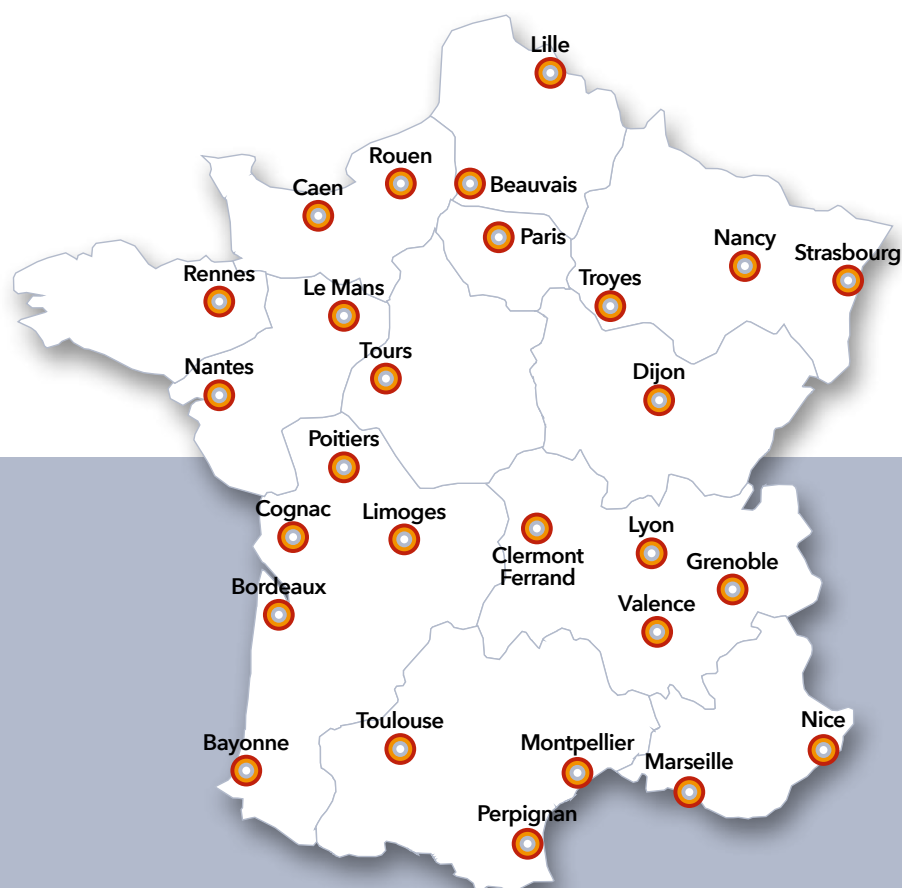 Lille
Rouen
Caen
Beauvais
Paris
Nancy
Strasbourg
Rennes
Le Mans
Troyes
Tours
Nantes
Dijon
Poitiers
Cognac
Limoges
Clermont
Ferrand
Lyon
Grenoble
Bordeaux
Valence
Bayonne
Toulouse
Montpellier
Marseille
Nice
Perpignan